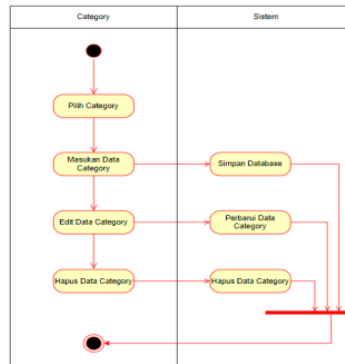 Category
Sistem
Pilih Category
Masukan Data
Category
Simpan Database
Edit Data Category
Perbarui Data
Category
Hapus Data Category
Hapus Data Category